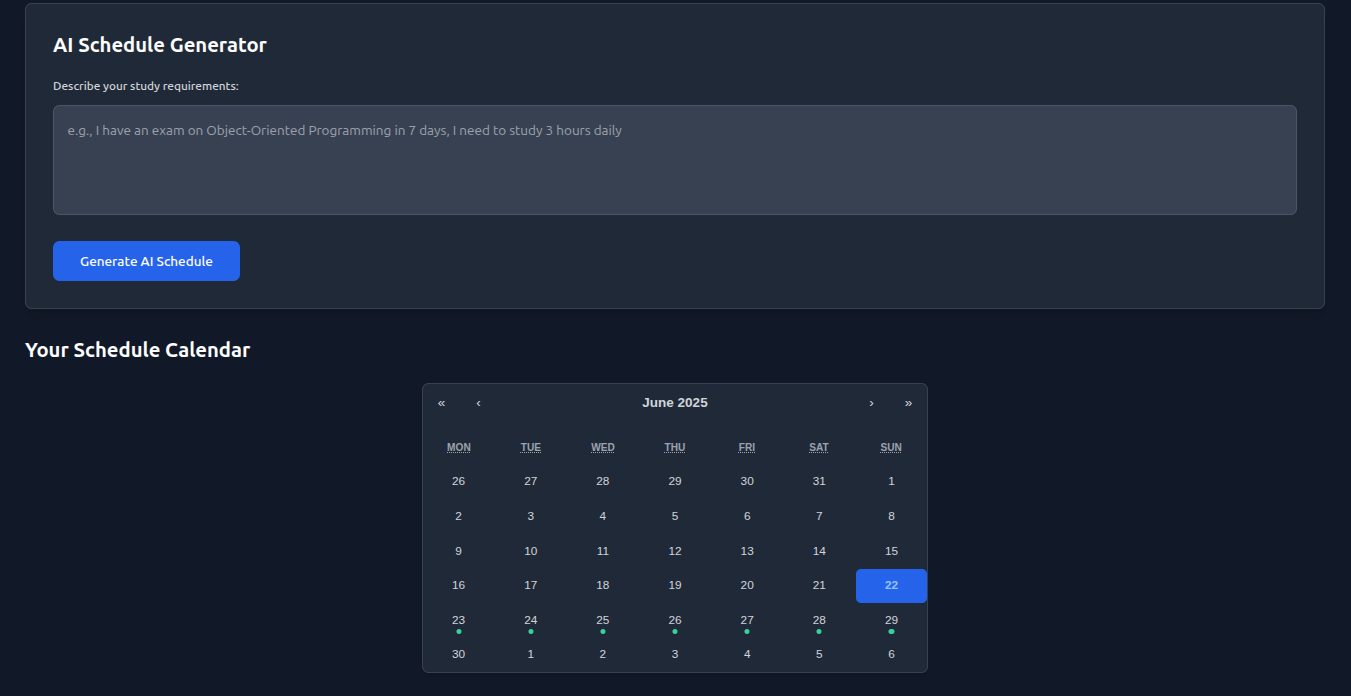 AI Schedule Generator
Describe your study requirements:
e.g., I have an exam on Object-Oriented Programming in 7 days, I need to study 3 hours daily
Generate AI Schedule
Your Schedule Calendar
« ‹ June 2025 › »
MON TUE WED THU FRI SAT SUN
26 27 28 29 30 31 1
2 3 4 5 6 7 8
9 10 11 12 13 14 15
16 17 18 19 20 21 22
23 24 25 26 27 28 29
30 1 2 3 4 5 6